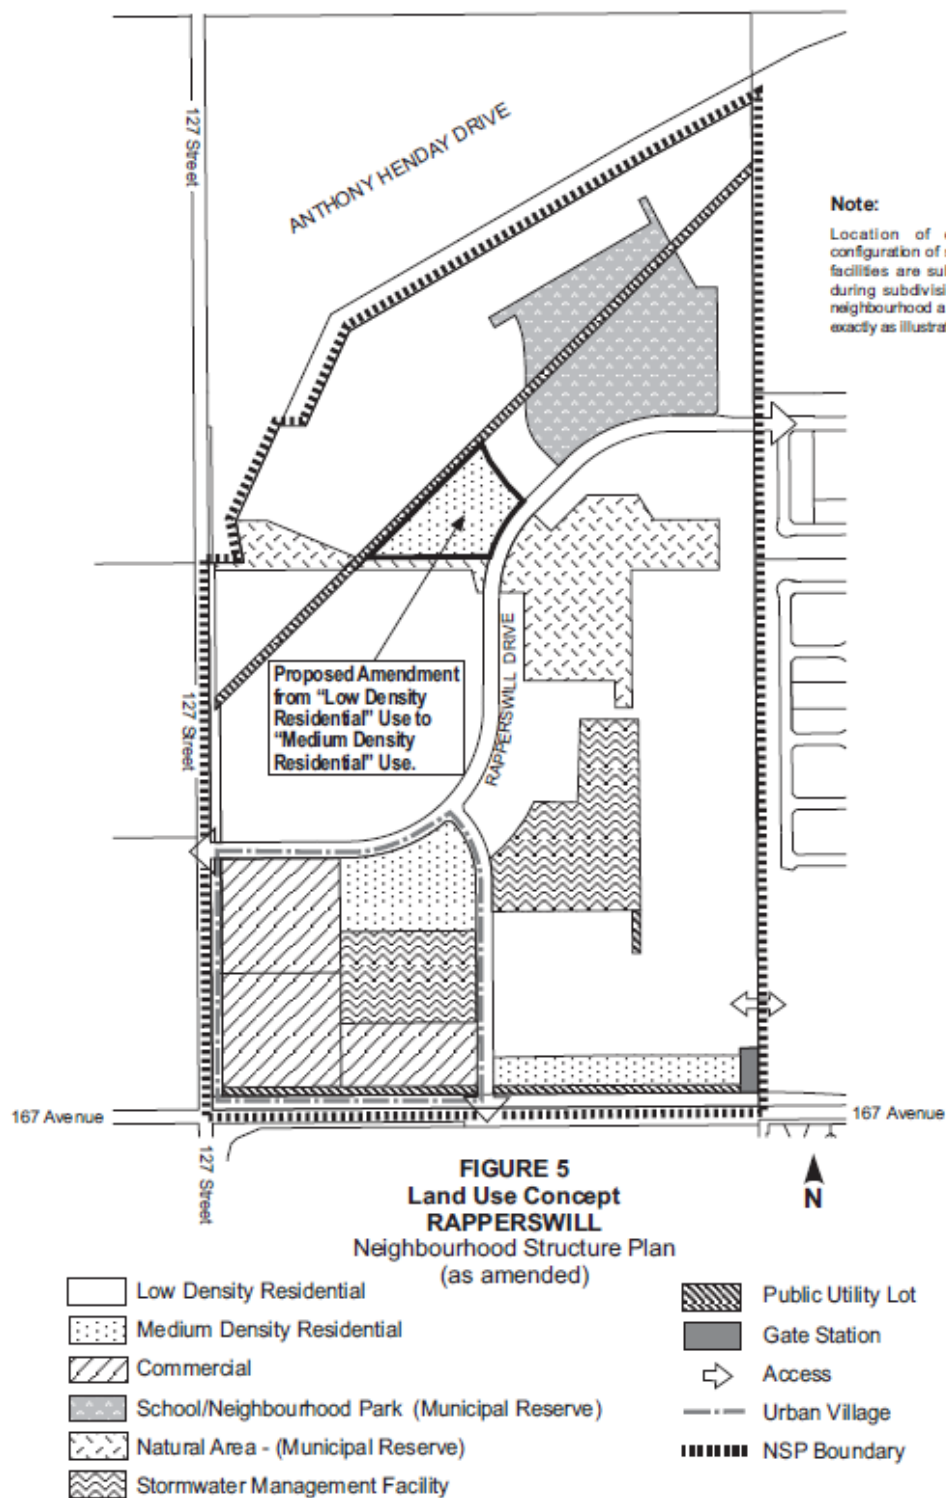 127 Street
ANTHONY HENDAY DRIVE
Note:
Location of
configuration of
facilities are
during
neighbourhood
exactly as
127 Street
Proposed Amendment
from “Low Density
Residential” Use to
“Medium Density
Residential” Use.
RAPPERSWILL DRIVE
167 Avenue
167 Avenue
127 Street
N
FIGURE 5
Land Use Concept
RAPPERSWILL
Neighbourhood Structure Plan
(as amended)
Low Density Residential
Medium Density Residential
Commercial
School/Neighbourhood Park (Municipal Reserve)
Natural Area - (Municipal Reserve)
Stormwater Management Facility
Public Utility Lot
Gate Station
Access
Urban Village
NSP Boundary